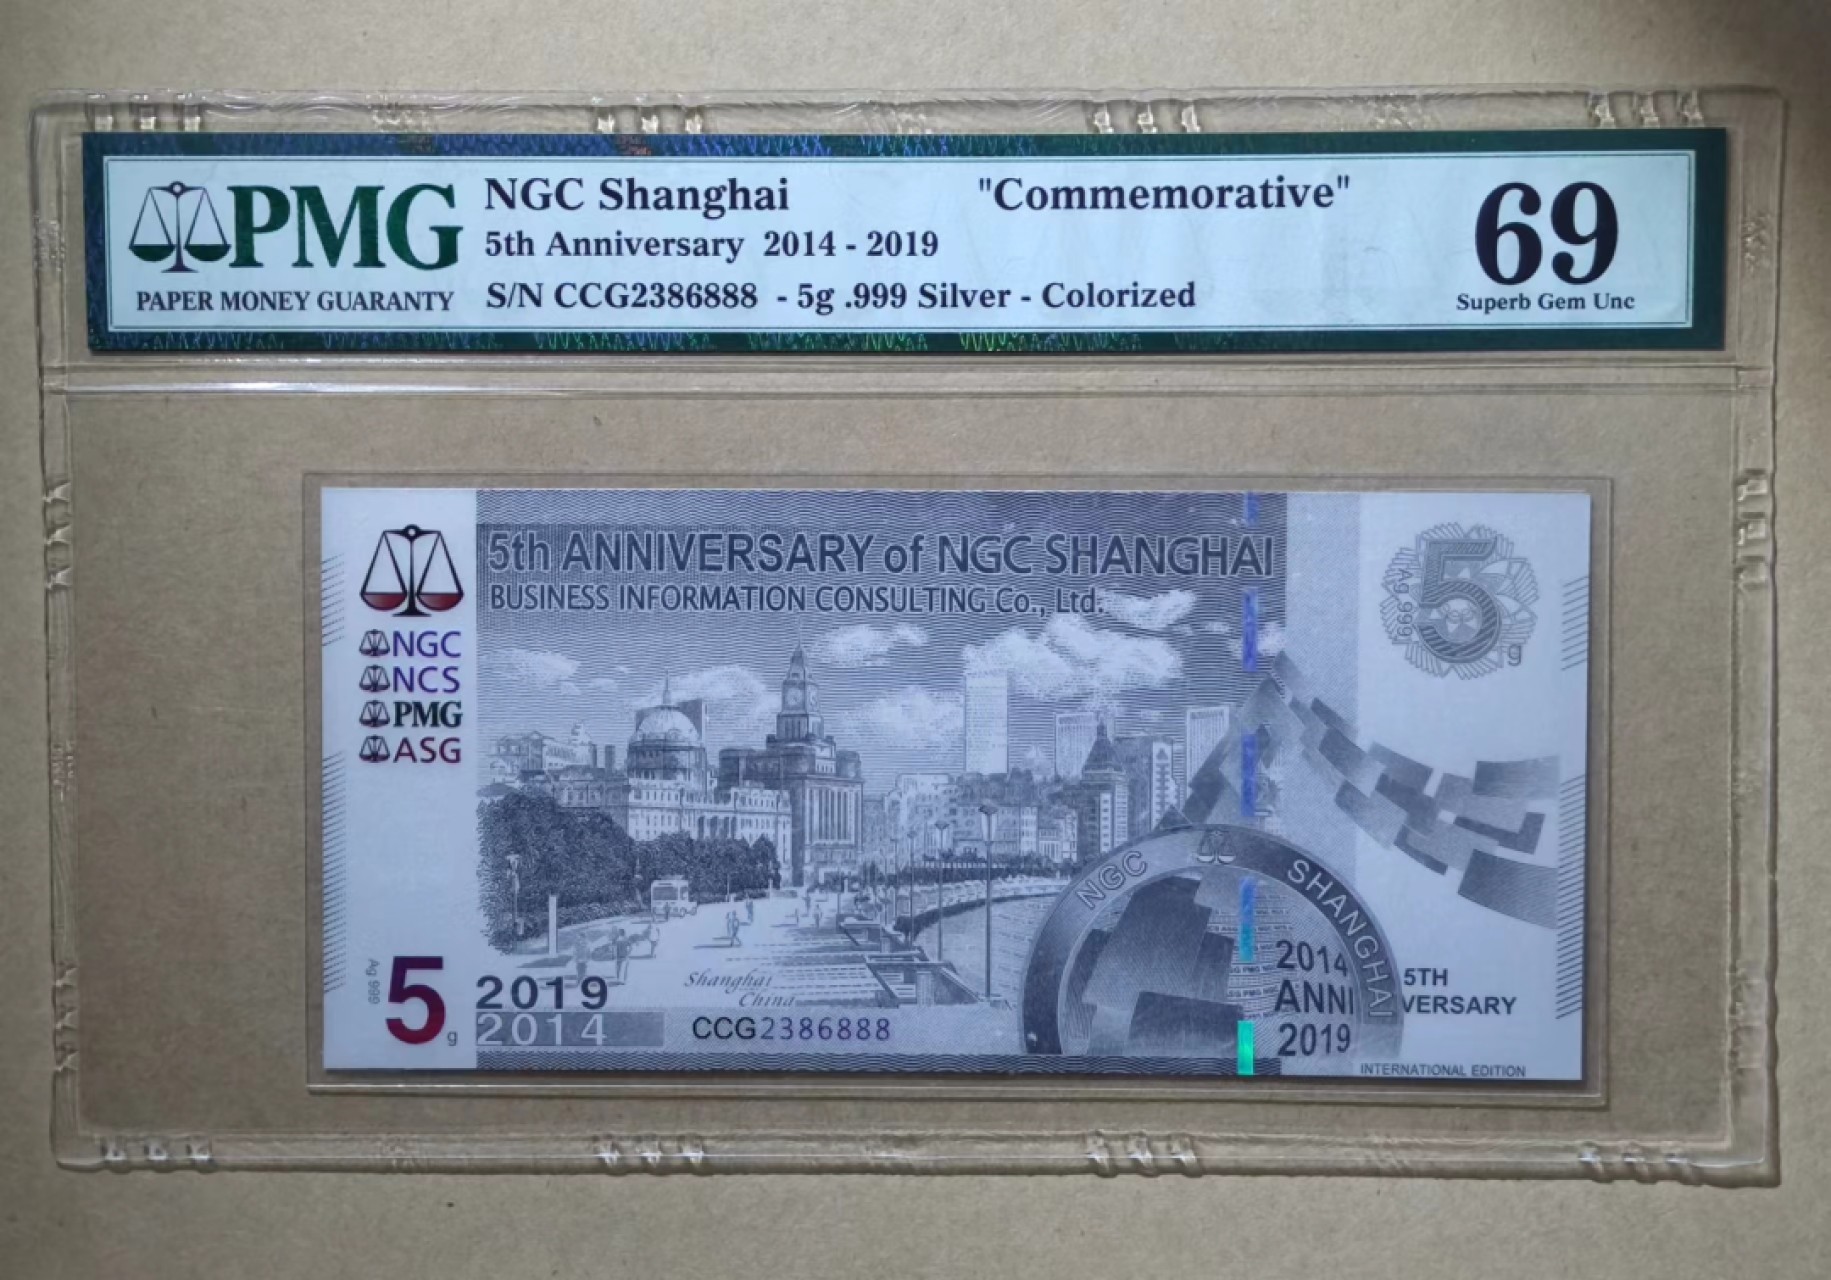 PMG
PAPER MONEY GUARANTY
NGC Shanghai "Commemorative"
5th Anniversary 2014 - 2019
S/N CCG2386888 - 5g .999 Silver - Colorized
69
Superb Gem Unc
5th ANNIVERSARY of NGC SHANGHAI
BUSINESS INFORMATION CONSULTING Co., Ltd.
NGC
NCS
PMG
ASG
Ag 999
5 g
Ag 999
5 g
2019
2014
Shanghai
China
CCG2386888
NGC SHANGHAI
2014 5TH
ANNIVERSARY
2019
INTERNATIONAL EDITION